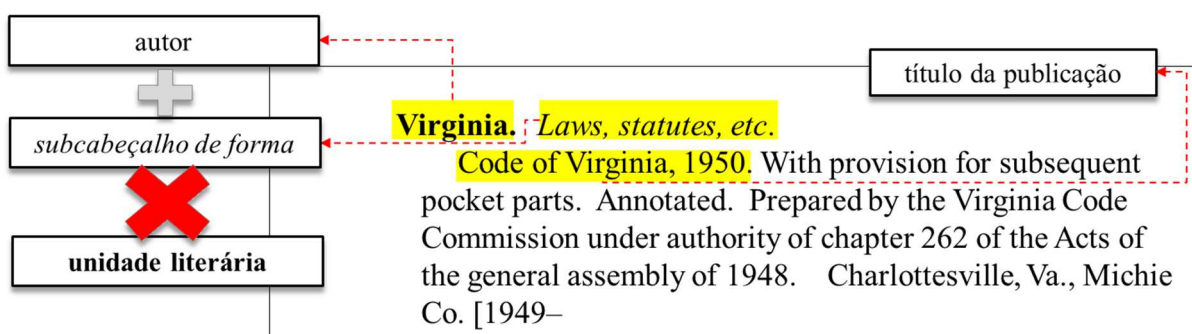 autor
título da publicação
Virginia. Laws, statutes, etc.
subcabeçalho de forma
Code of Virginia, 1950. With provision for subsequent
pocket parts. Annotated. Prepared by the Virginia Code
Commission under authority of chapter 262 of the Acts of
unidade literária
the general assembly of 1948. Charlottesville, Va., Michie
Co. [1949–